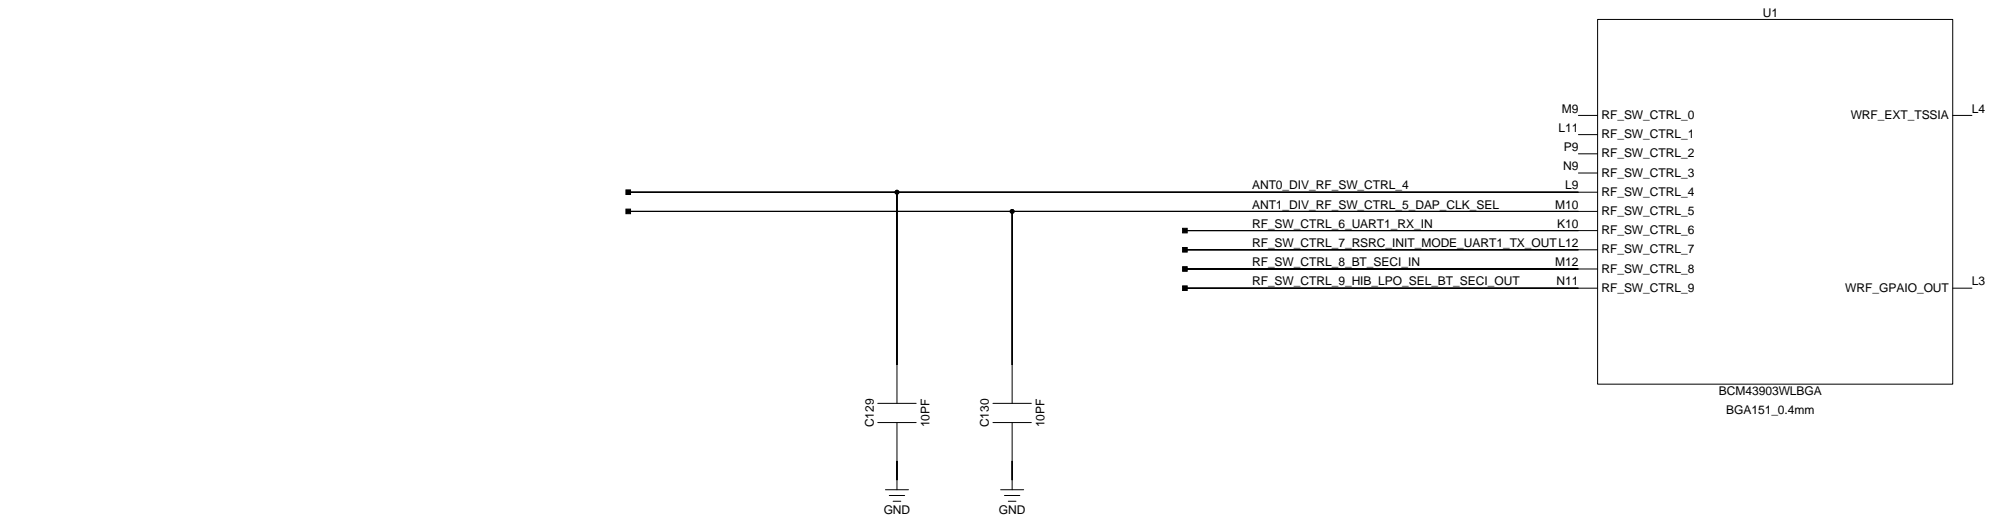 U1
M9 RF_SW_CTRL_0 WRF_EXT_TSSIA L4
L11 RF_SW_CTRL_1
P9 RF_SW_CTRL_2
N9 RF_SW_CTRL_3
ANT0_DIV_RF_SW_CTRL_4 L9 RF_SW_CTRL_4
ANT1_DIV_RF_SW_CTRL_5_DAP_CLK_SEL M10 RF_SW_CTRL_5
RF_SW_CTRL_6_UART1_RX_IN K10 RF_SW_CTRL_6
RF_SW_CTRL_7_RSRC_INIT_MODE_UART1_TX_OUT L12 RF_SW_CTRL_7
RF_SW_CTRL_8_BT_SECI_IN M12 RF_SW_CTRL_8
RF_SW_CTRL_9_HIB_LPO_SEL_BT_SECI_OUT N11 RF_SW_CTRL_9 WRF_GPAIO_OUT L3
BCM43903WLBGA
BGA151_0.4mm
C129 10PF C130 10PF
GND GND